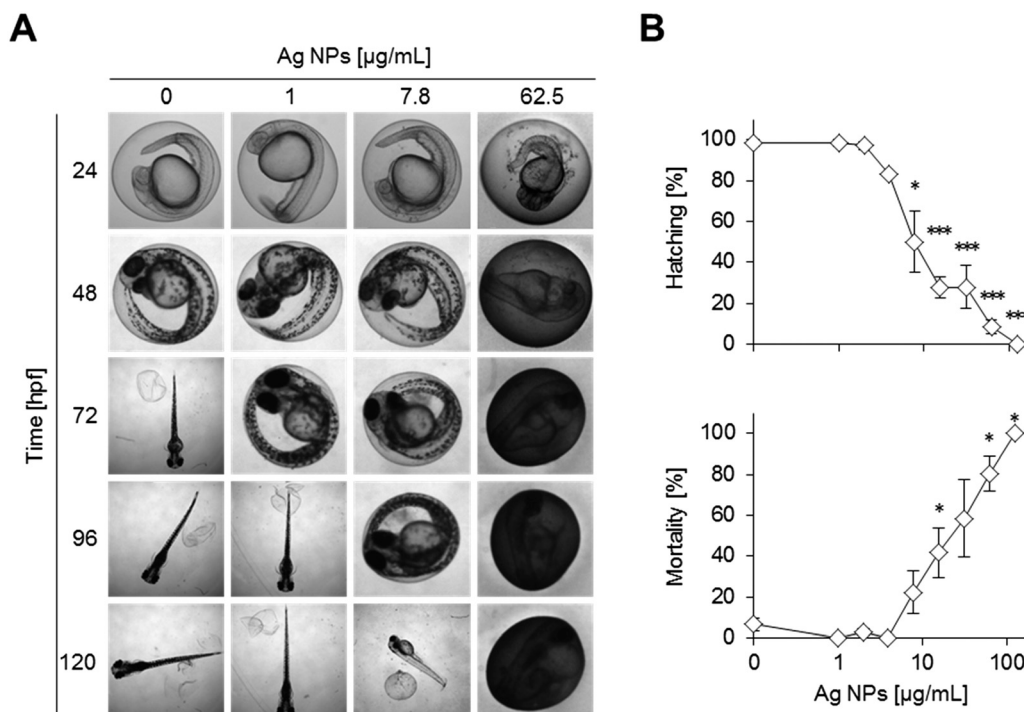 A
Ag NPs [µg/mL]
0 1 7.8 62.5
Time [hpf]
24
48
72
96
120
B
Hatching [%]
100
80
60
40
20
0
*
***
***
***
**
Mortality [%]
100
80
60
40
20
0
*
*
*
0 1 10 100
Ag NPs [µg/mL]